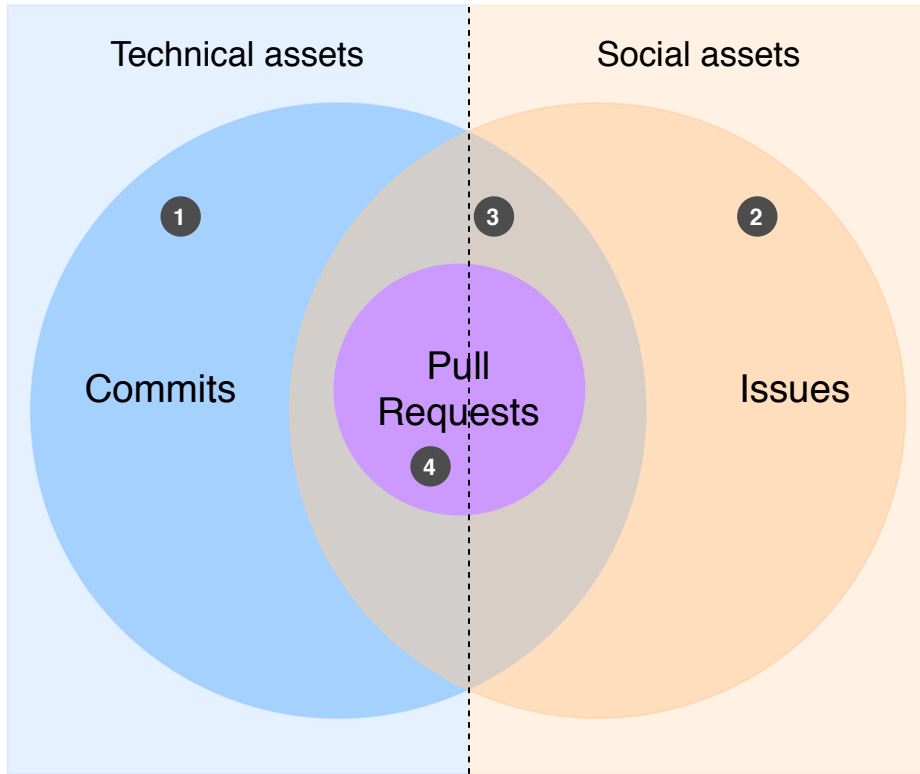 Technical assets
Social assets
1
3
2
Pull
Commits
Requests
Issues
4